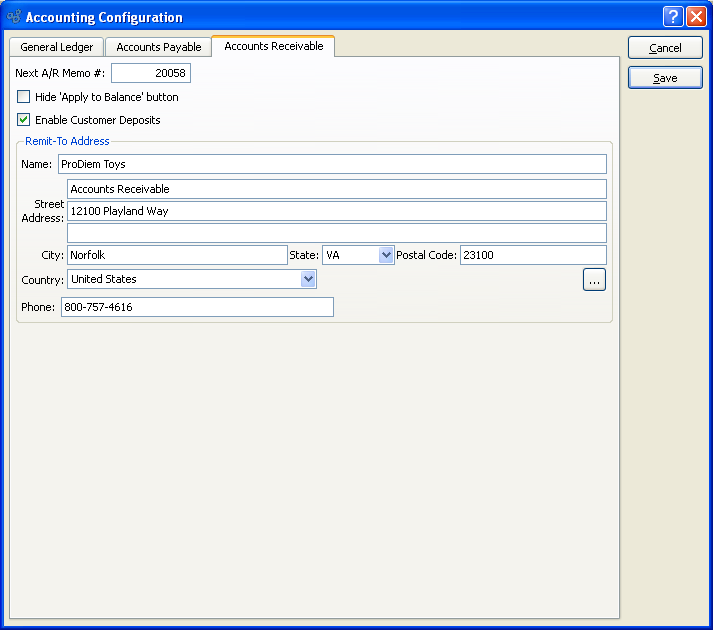 Accounting Configuration
General Ledger Accounts Payable Accounts Receivable
Cancel
Save
Next A/R Memo #: 20058
Hide 'Apply to Balance' button
Enable Customer Deposits
Remit-To Address
Name: ProDiem Toys
Street Address: Accounts Receivable
12100 Playland Way
City: Norfolk State: VA Postal Code: 23100
Country: United States ...
Phone: 800-757-4616